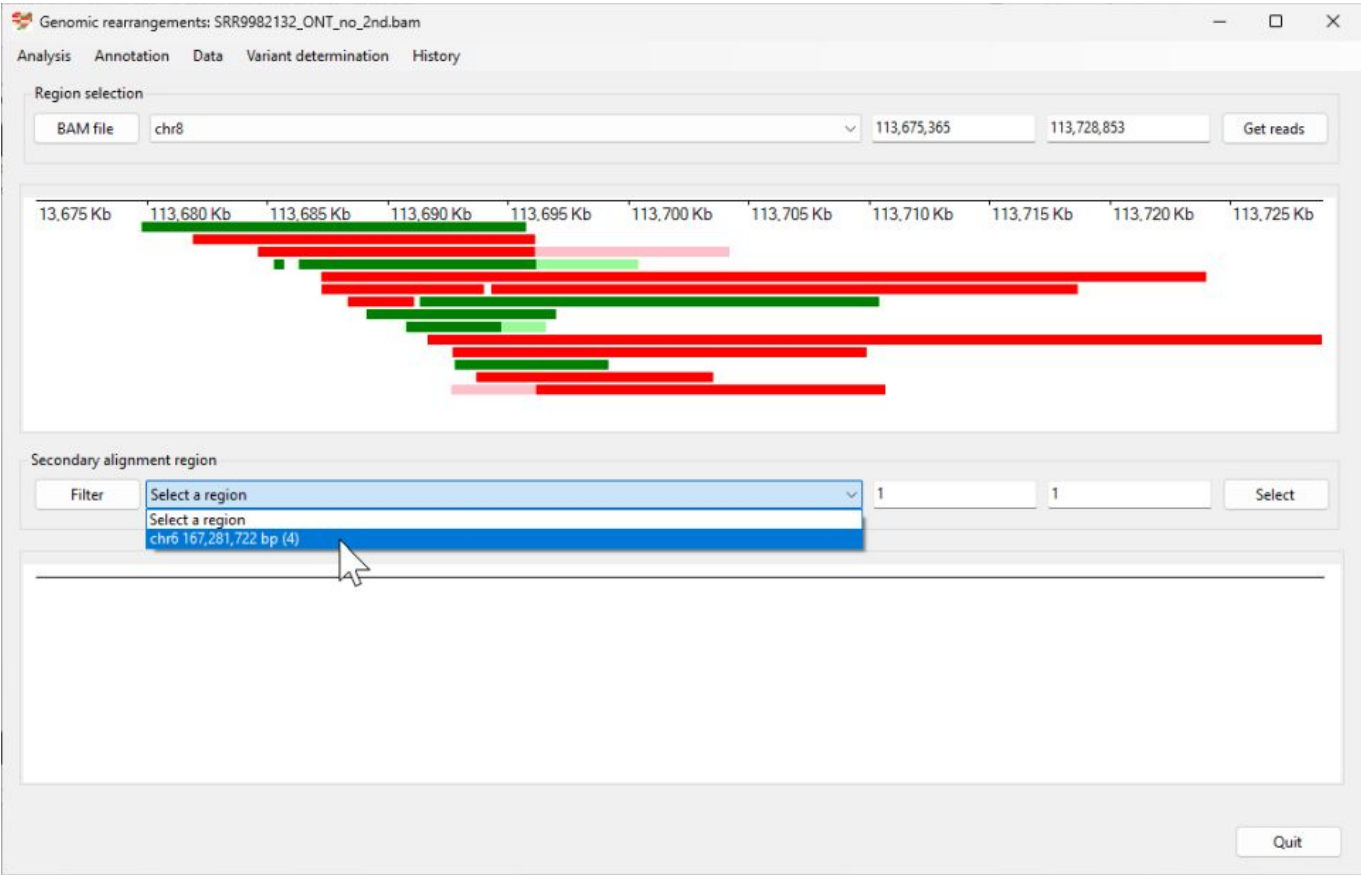 Genomic rearrangements: SRR9982132_ONT_no_2nd.bam
Analysis Annotation Data Variant determination History
Region selection
BAM file chr8 113,675,365 113,728,853 Get reads
13,675 Kb 113,680 Kb 113,685 Kb 113,690 Kb 113,695 Kb 113,700 Kb 113,705 Kb 113,710 Kb 113,715 Kb 113,720 Kb 113,725 Kb
Secondary alignment region
Filter Select a region 1 1 Select
Select a region
chr6 167,281,722 bp (4)
Quit